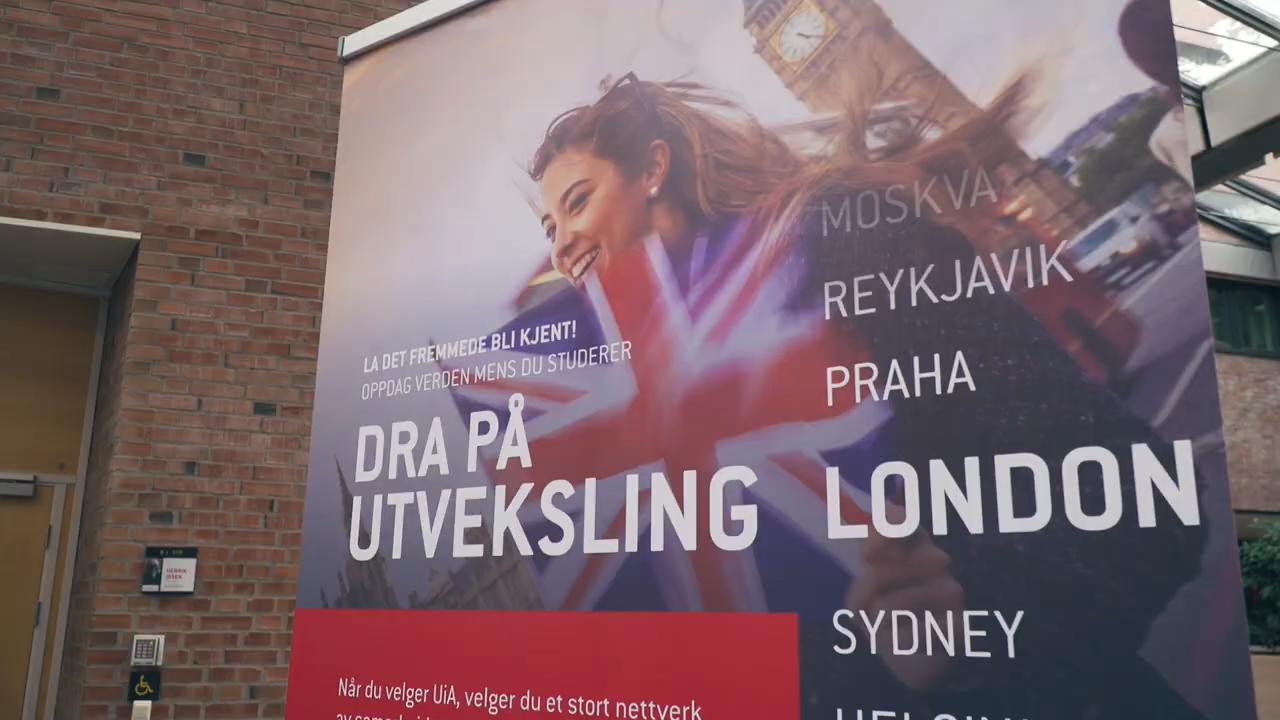 LA DET FREMMEDE BLI KJENT!
OPPDAG VERDEN MENS DU STUDERER
DRA PÅ
UTVEKSLING
MOSKVA
REYKJAVIK
PRAHA
LONDON
SYDNEY
Når du velger UiA, velger du et stort nettverk
HENRIK